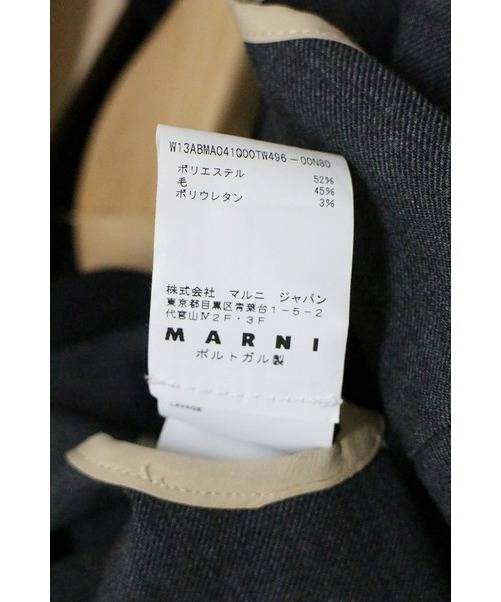 W13ABMA041Q00TW496-00N80
ポリエステル 52%
毛 45%
ポリウレタン 3%
株式会社 マルニ ジャパン
東京都目黒区青葉台1-5-2
代官山Ⅳ2F・3F
MARNI
ポルトガル製
LAVAGE